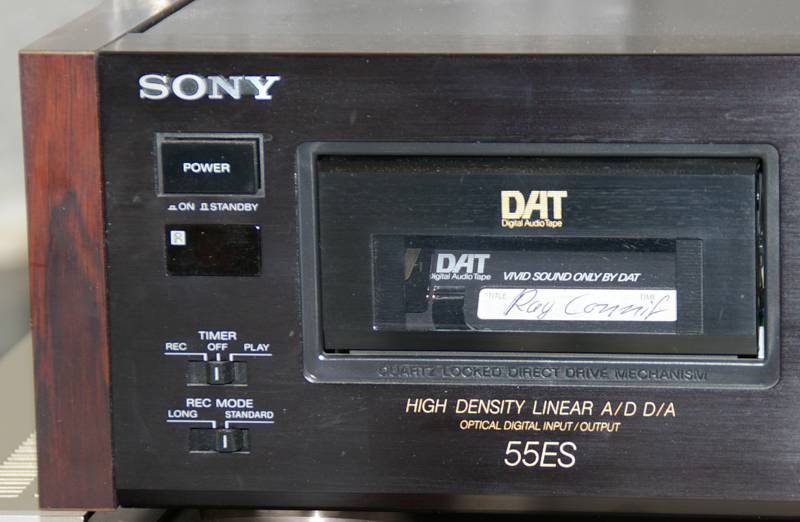 SONY
POWER
ON STANDBY
DAT
Digital Audio Tape
DAT
Digital Audio Tape
VIVID SOUND ONLY BY DAT
TITLE
TIME
Ray Connif
TIMER
REC OFF PLAY
QUARTZ LOCKED DIRECT DRIVE MECHANISM
REC MODE
LONG STANDARD
HIGH DENSITY LINEAR A/D D/A
OPTICAL DIGITAL INPUT/OUTPUT
55ES